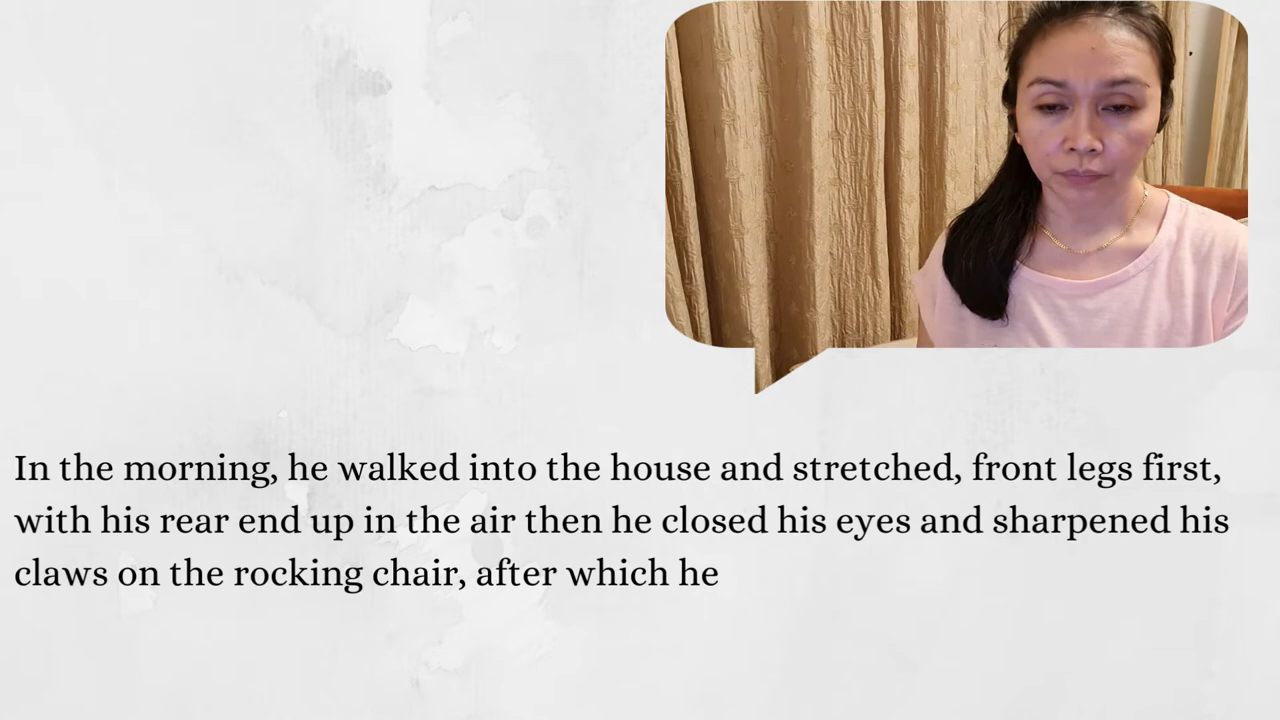 In the morning, he walked into the house and stretched, front legs first,
with his rear end up in the air then he closed his eyes and sharpened his
claws on the rocking chair, after which he